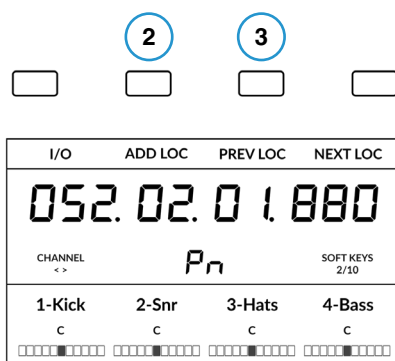 2 3
I/O ADD LOC PREV LOC NEXT LOC
052. 02. 01. 880
CHANNEL Pn SOFT KEYS
< > 2/10
1-Kick 2-Snr 3-Hats 4-Bass
C C C C